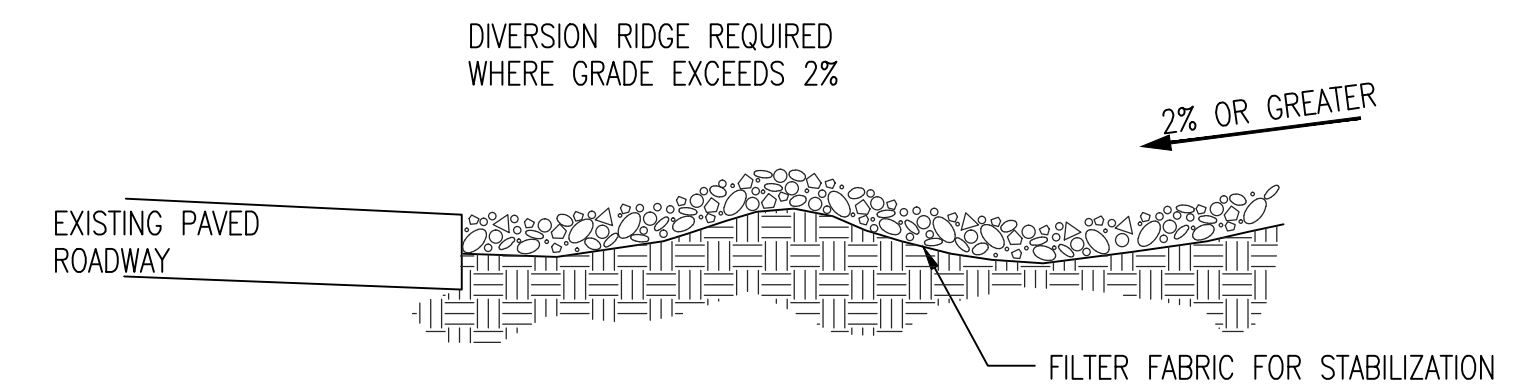 DIVERSION RIDGE REQUIRED
WHERE GRADE EXCEEDS 2%
2% OR GREATER
EXISTING PAVED
ROADWAY
FILTER FABRIC FOR STABILIZATION